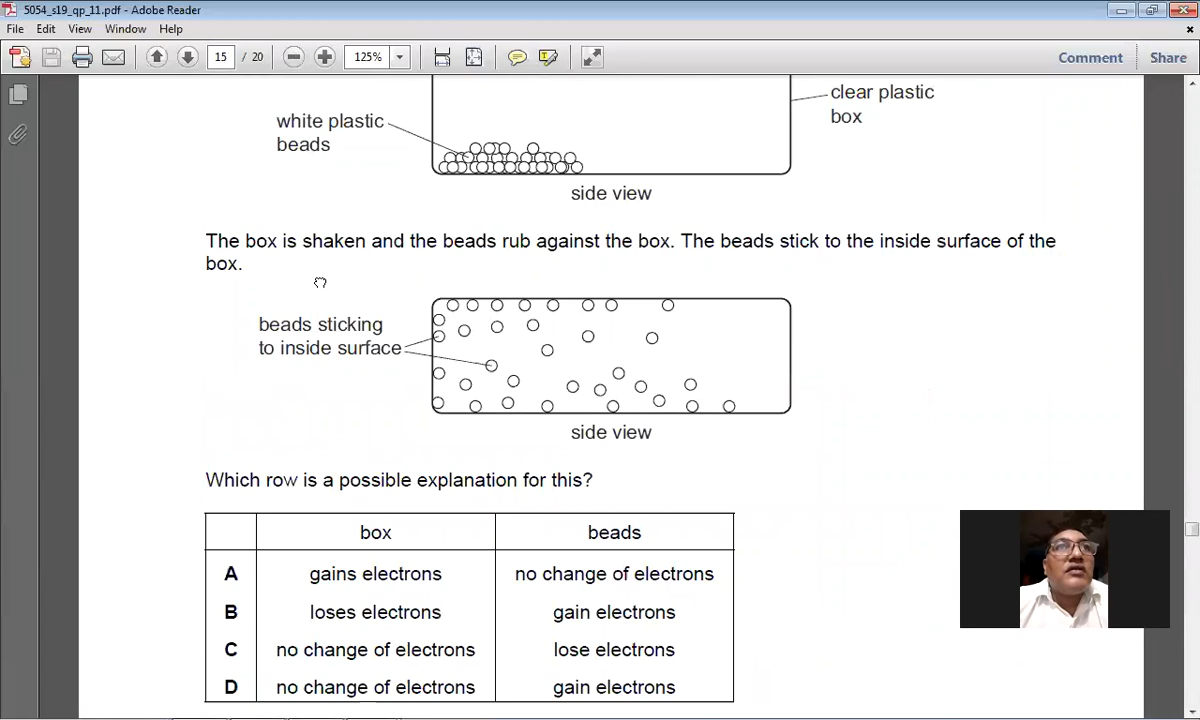 5054_s19_qp_11.pdf - Adobe Reader
File Edit View Window Help
15 / 20 125% Comment Share
white plastic
beads
clear plastic
box
side view
The box is shaken and the beads rub against the box. The beads stick to the inside surface of the
box.
beads sticking
to inside surface
side view
Which row is a possible explanation for this?
box beads
A gains electrons no change of electrons
B loses electrons gain electrons
C no change of electrons lose electrons
D no change of electrons gain electrons